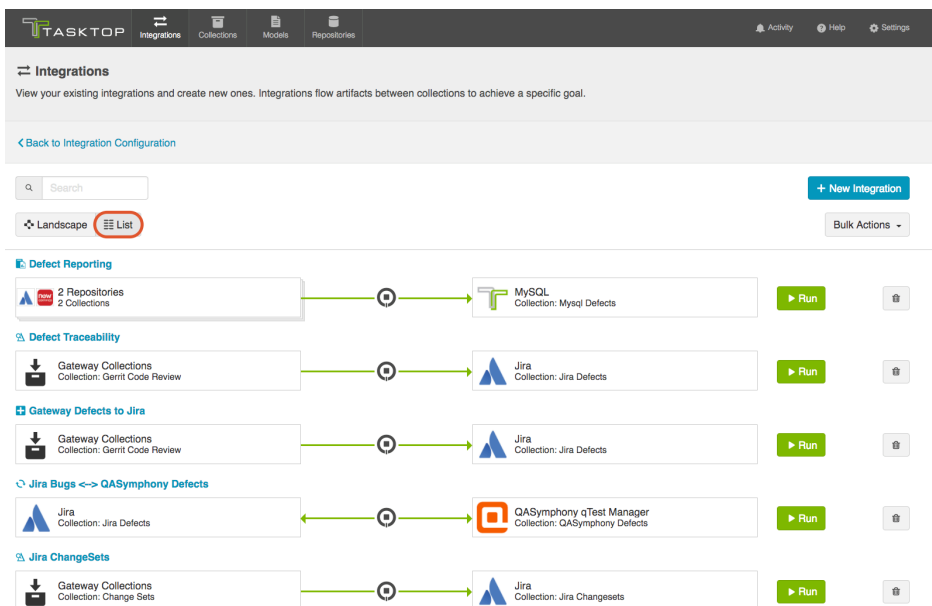 TASKTOP
Integrations
Collections
Models
Repositories
Activity
Help
Settings
Integrations
View your existing integrations and create new ones. Integrations flow artifacts between collections to achieve a specific goal.
Back to Integration Configuration
Search
+ New Integration
Landscape
List
Bulk Actions
Defect Reporting
now
2 Repositories
2 Collections
MySQL
Collection: Mysql Defects
Run
Defect Traceability
Gateway Collections
Collection: Gerrit Code Review
Jira
Collection: Jira Defects
Run
Gateway Defects to Jira
Gateway Collections
Collection: Gerrit Code Review
Jira
Collection: Jira Defects
Run
Jira Bugs <--> QASymphony Defects
Jira
Collection: Jira Defects
QASymphony qTest Manager
Collection: QASymphony Defects
Run
Jira ChangeSets
Gateway Collections
Collection: Change Sets
Jira
Collection: Jira Changesets
Run